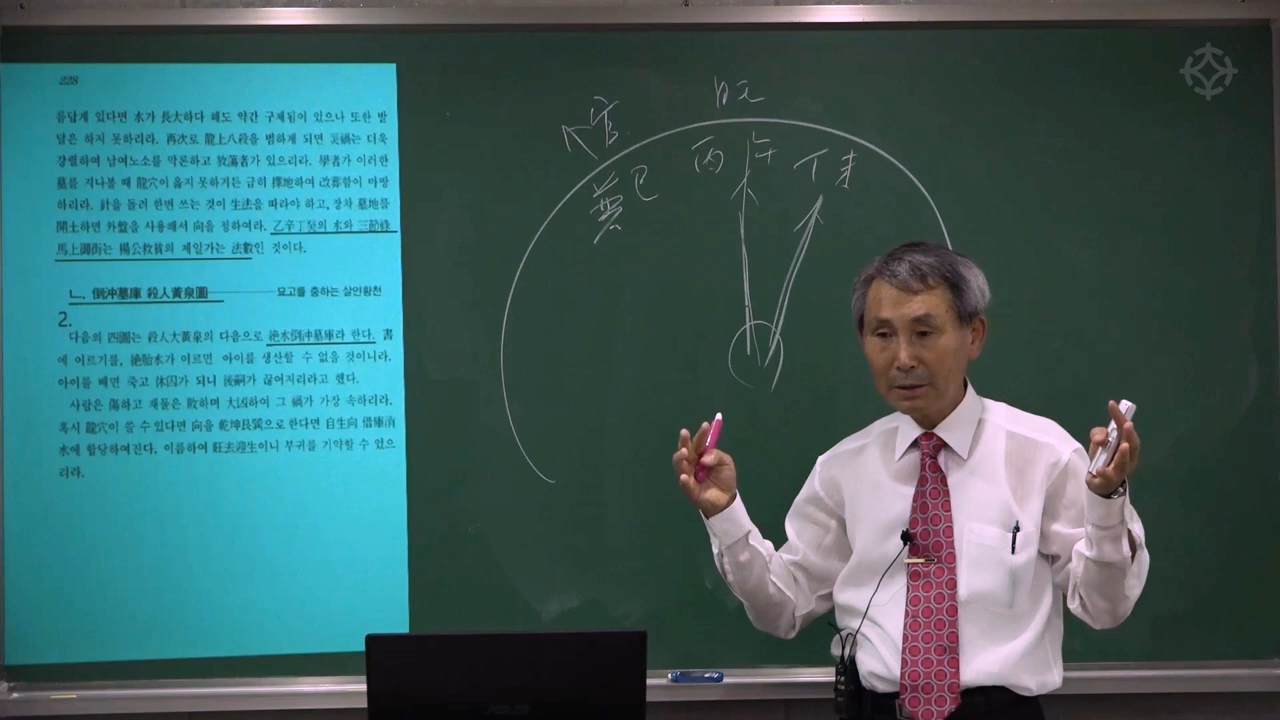 228
름답게 있다면 水가 長大하다 해도 약간 구제됨이 있으나 또한 발
달은 하지 못하리라. 再次로 龍上八殺을 범하게 되면 災禍는 더욱
강렬하여 남여노소를 막론하고 放蕩者가 있으리라. 學者가 이러한
墓를 지나볼 때 龍穴이 옳지 못하거든 급히 擇地하여 改葬함이 마땅
하리라. 針을 돌려 한번 쓰는 것이 生法을 따라야 하고, 장차 墓地를
開土하면 外盤을 사용해서 向을 정하여라. 乙辛丁癸의 水와 三節祿
馬上御街는 楊公救貧의 제일가는 法數인 것이다.
ㄴ. 倒沖墓庫 殺人黃泉圖 요고를 충하는 살인황천
2.
다음의 四圖는 殺人大黃泉의 다음으로 絶水倒沖墓庫라 한다. 書
에 이르기를, 絶胎水가 이르면 아이를 생산할 수 없을 것이니라.
아이를 배면 죽고 休囚가 되니 後嗣가 끊어지리라고 했다.
사람은 傷하고 재물은 敗하며 大凶하여 그 禍가 가장 속하리라.
혹시 龍穴이 쓸 수 있다면 向을 乾坤艮巽으로 한다면 自生向 借庫消
水에 합당하여진다. 이름하여 旺去迎生이니 부귀를 기약할 수 있으
리라.
官 旺
巳 丙 午 丁 未